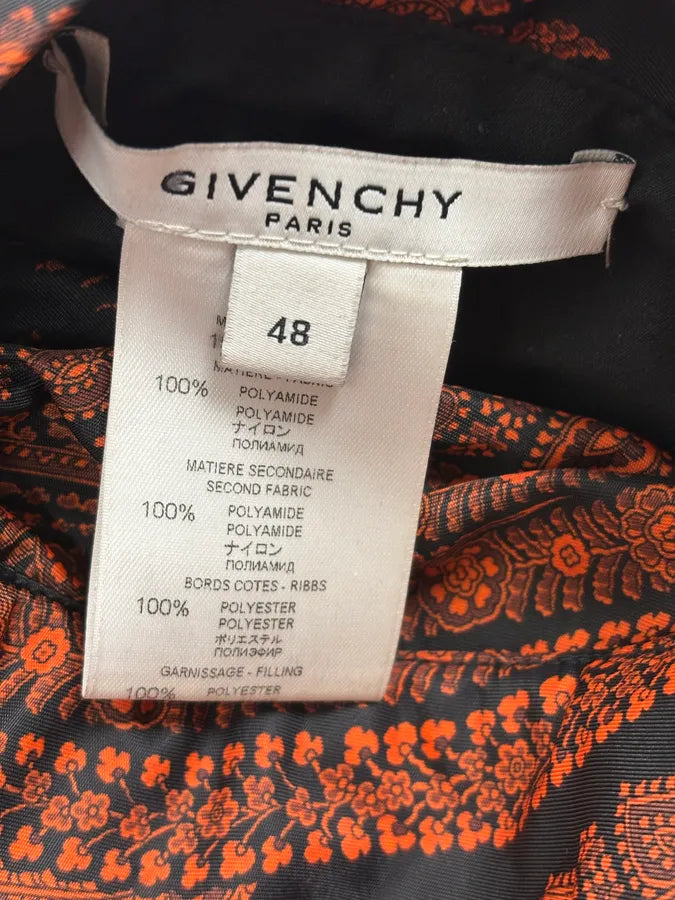 GIVENCHY
PARIS
48
MATIERE - FABRIC
100% POLYAMIDE
POLYAMIDE
ナイロン
ПОЛИАМИД
MATIERE SECONDAIRE
SECOND FABRIC
100% POLYAMIDE
POLYAMIDE
ナイロン
ПОЛИАМИД
BORDS COTES - RIBBS
100% POLYESTER
POLYESTER
ポリエステル
ПОЛИЭФИР
GARNISSAGE - FILLING
100% POLYESTER